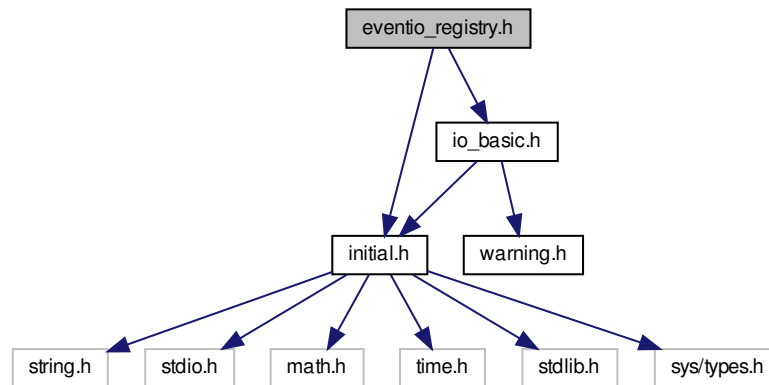 eventio_registry.h
io_basic.h
initial.h
warning.h
string.h
stdio.h
math.h
time.h
stdlib.h
sys/types.h